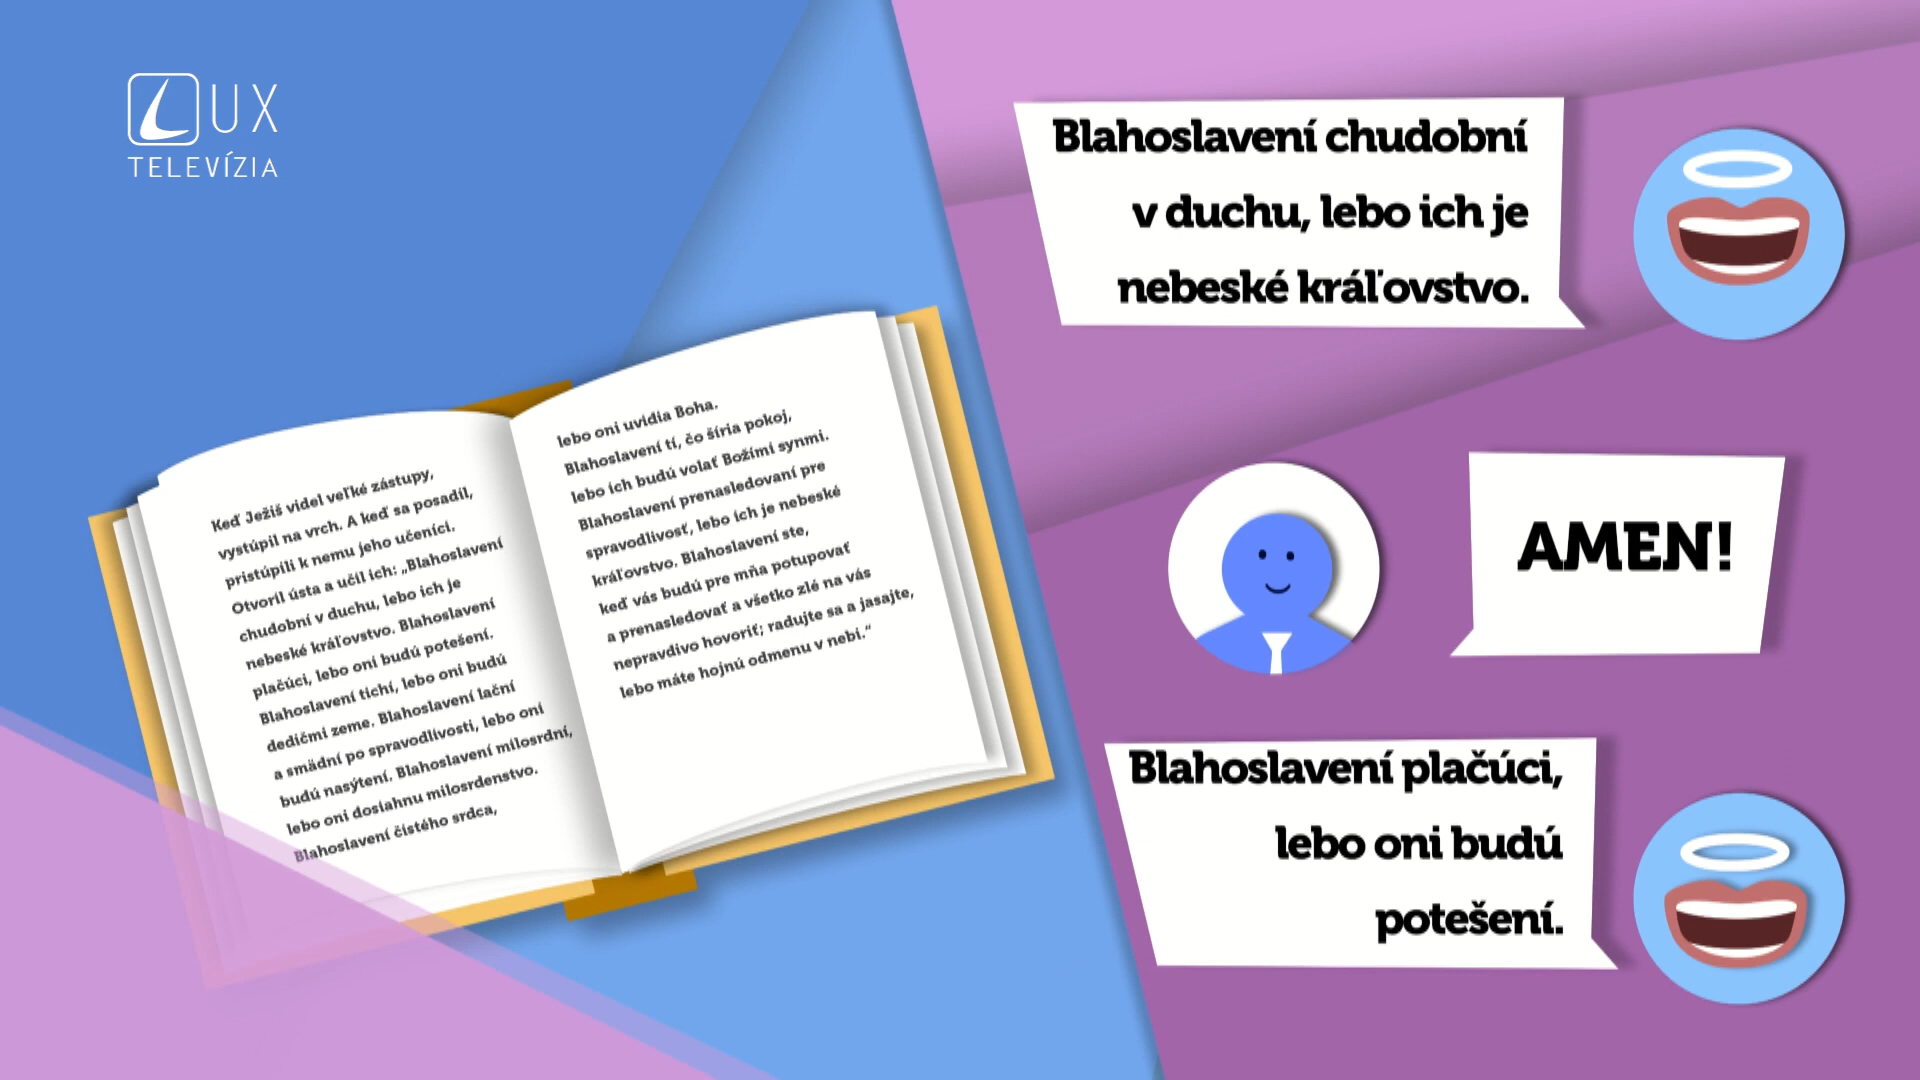 LUX
TELEVÍZIA
Keď Ježiš videl veľké zástupy,
vystúpil na vrch. A keď sa posadil,
pristúpili k nemu jeho učeníci.
Otvoril ústa a učil ich: „Blahoslavení
chudobní v duchu, lebo ich je
nebeské kráľovstvo. Blahoslavení
plačúci, lebo oni budú potešení.
Blahoslavení tichí, lebo oni budú
dedičmi zeme. Blahoslavení lační
a smädní po spravodlivosti, lebo oni
budú nasýtení. Blahoslavení milosrdní,
lebo oni dosiahnu milosrdenstvo.
Blahoslavení čistého srdca,
lebo oni uvidia Boha.
Blahoslavení tí, čo šíria pokoj,
lebo ich budú volať Božími synmi.
Blahoslavení prenasledovaní pre
spravodlivosť, lebo ich je nebeské
kráľovstvo. Blahoslavení ste,
keď vás budú pre mňa potupovať
a prenasledovať a všetko zlé na vás
nepravdivo hovoriť; radujte sa a jasajte,
lebo máte hojnú odmenu v nebi.“
Blahoslavení chudobní
v duchu, lebo ich je
nebeské kráľovstvo.
AMEN!
Blahoslavení plačúci,
lebo oni budú
potešení.